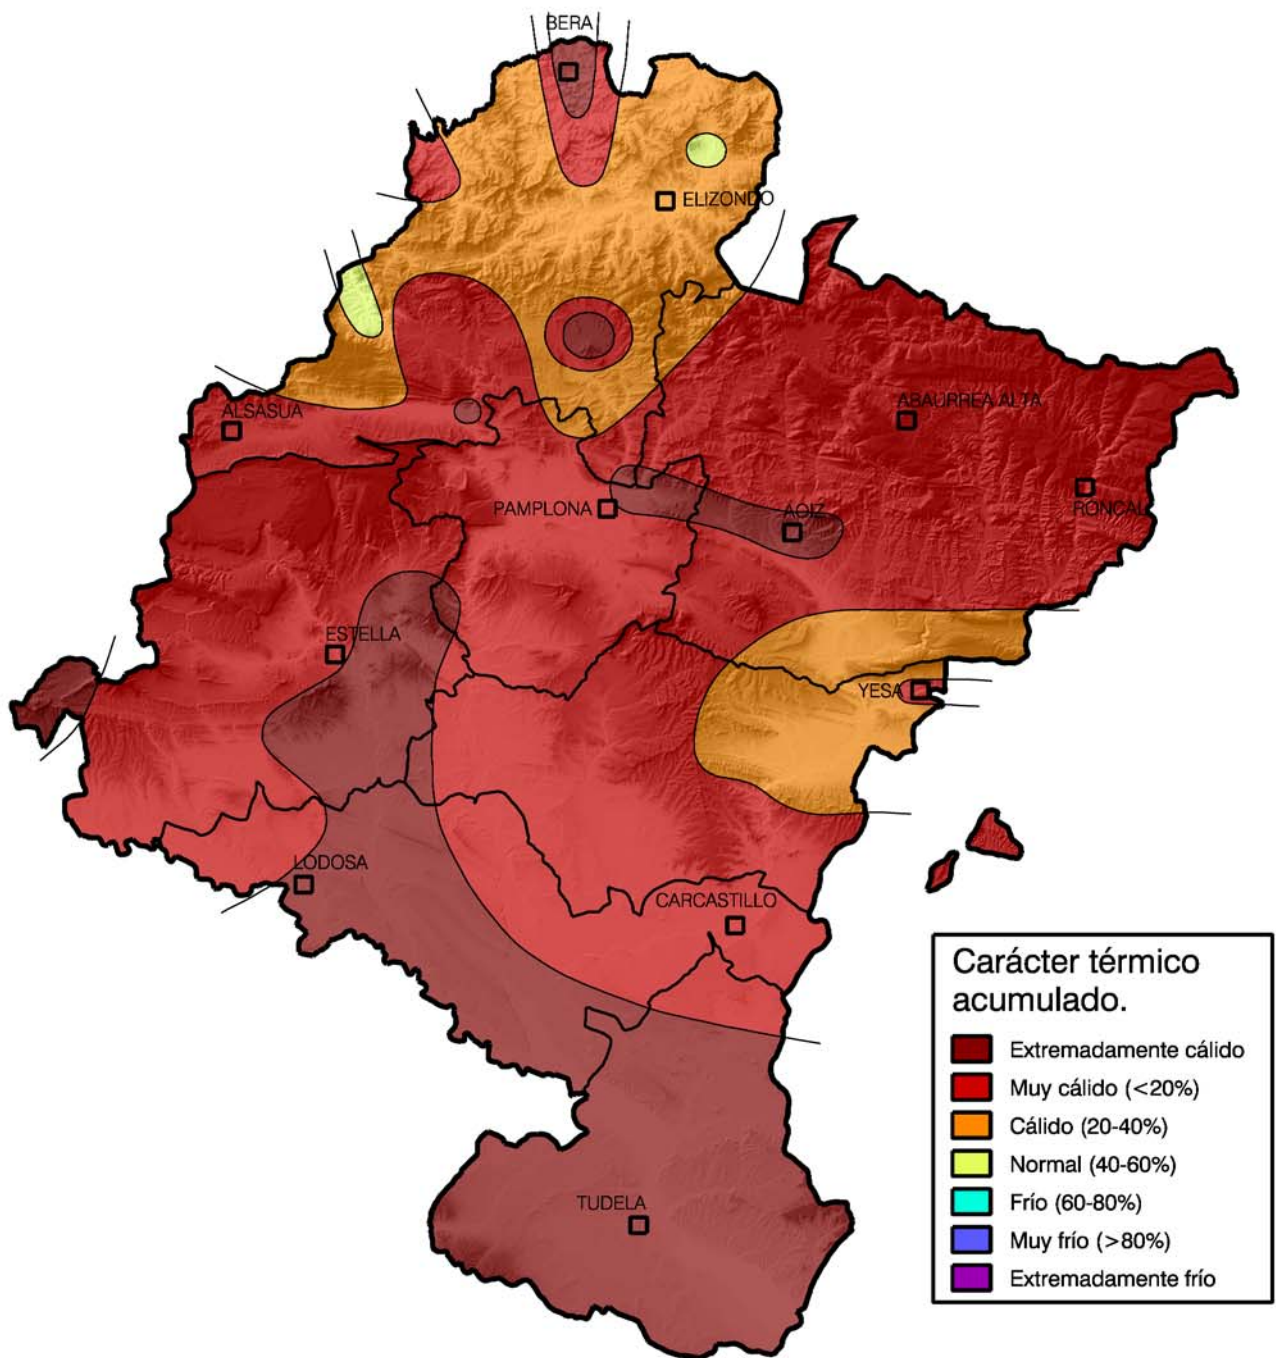 BERA
ELIZONDO
ABAURREA ALTA
ALSASUA
PAMPLONA
AOIZ
RONCAL
ESTELLA
YESA
LODOSA
CARCASTILLO
TUDELA
Carácter térmico
acumulado.
Extremadamente cálido
Muy cálido (<20%)
Cálido (20-40%)
Normal (40-60%)
Frío (60-80%)
Muy frío (>80%)
Extremadamente frío